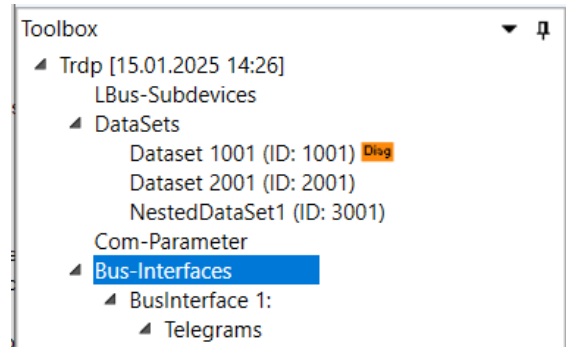 Toolbox
Trdp [15.01.2025 14:26]
LBus-Subdevices
DataSets
Dataset 1001 (ID: 1001) Diag
Dataset 2001 (ID: 2001)
NestedDataSet1 (ID: 3001)
Com-Parameter
Bus-Interfaces
BusInterface 1:
Telegrams